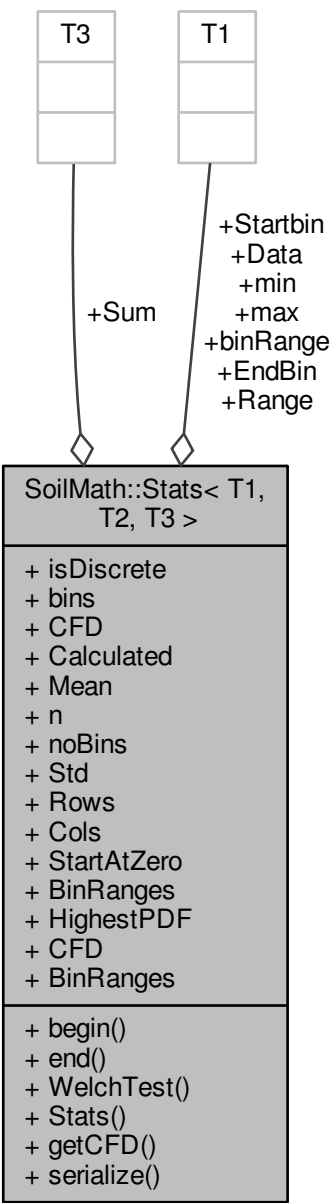 T3
T1
+Startbin
+Data
+min
+max
+binRange
+EndBin
+Range
+Sum
SoilMath::Stats< T1,
T2, T3 >
+ isDiscrete
+ bins
+ CFD
+ Calculated
+ Mean
+ n
+ noBins
+ Std
+ Rows
+ Cols
+ StartAtZero
+ BinRanges
+ HighestPDF
+ CFD
+ BinRanges
+ begin()
+ end()
+ WelchTest()
+ Stats()
+ getCFD()
+ serialize()